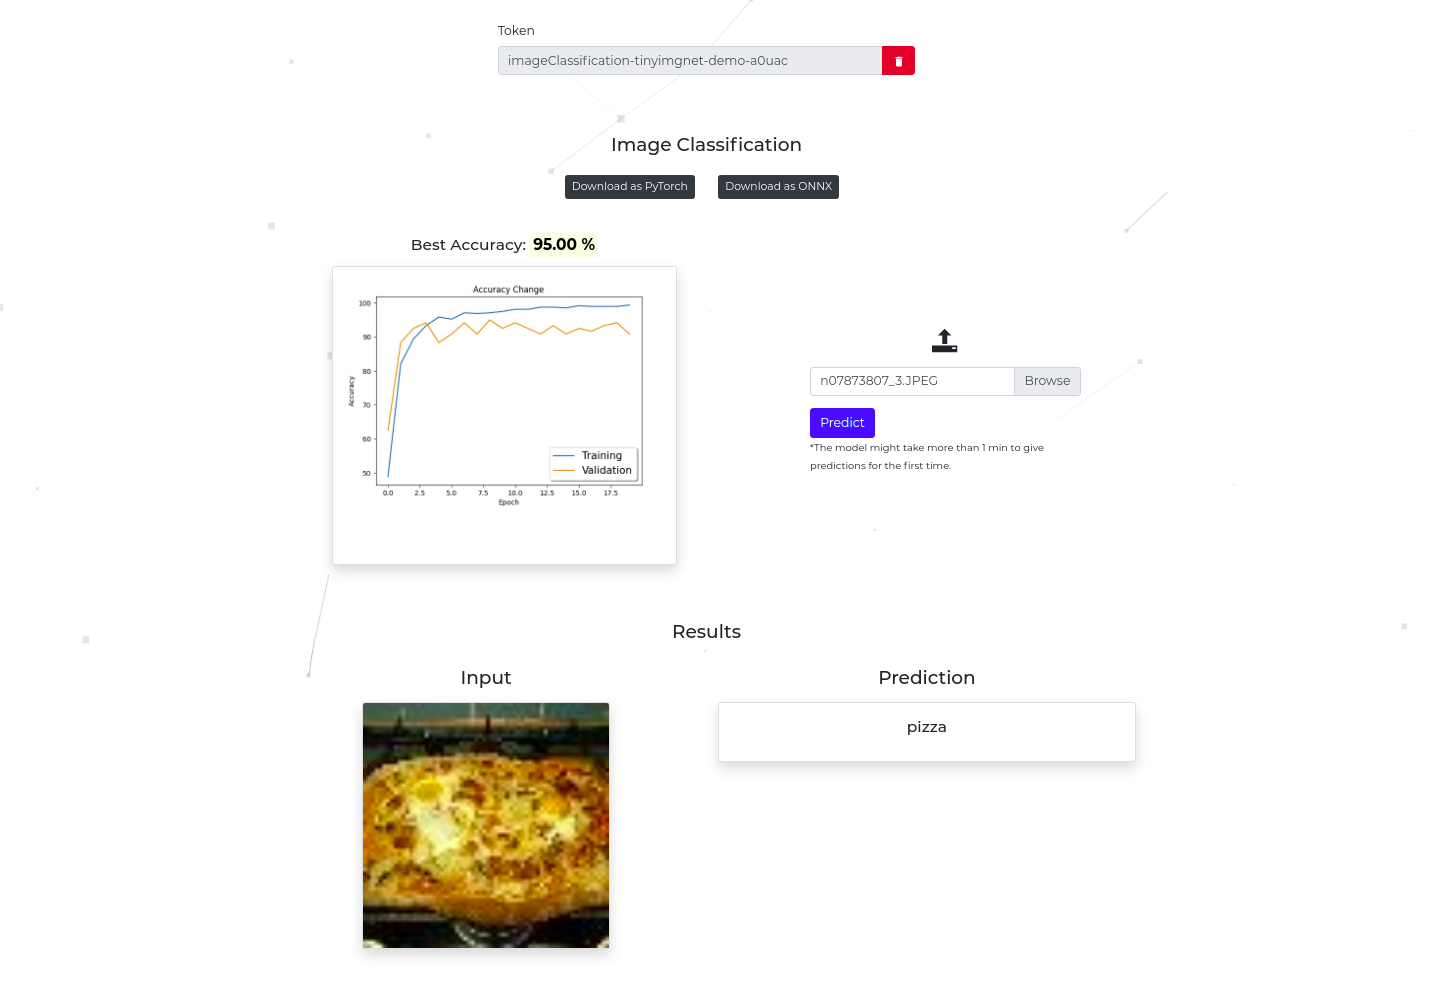 Token
imageClassification-tinyimgnet-demo-a0uac
Image Classification
Download as PyTorch
Download as ONNX
Best Accuracy: 95.00 %
Accuracy Change
100
90
80
70
60
50
Accuracy
Training
Validation
0.0 2.5 5.0 7.5 10.0 12.5 15.0 17.5
Epoch
n07873807_3.JPEG
Browse
Predict
*The model might take more than 1 min to give
predictions for the first time.
Results
Input
Prediction
pizza